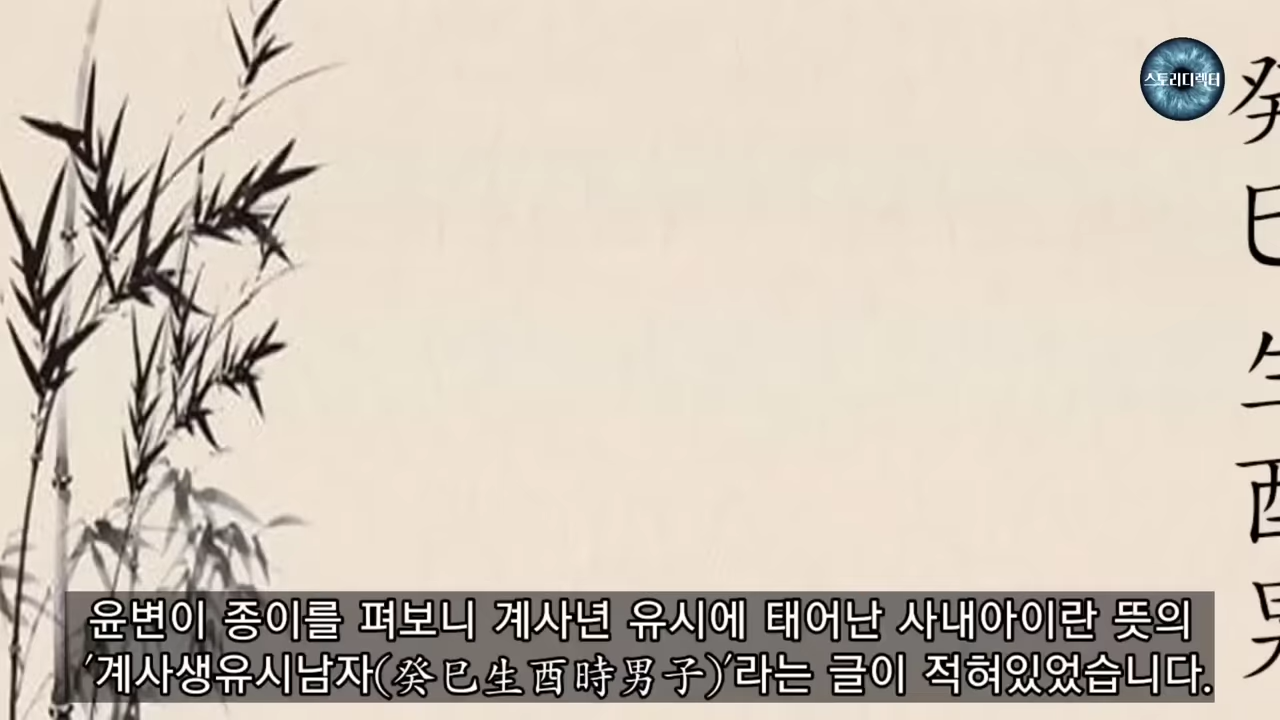 스토리디렉터
癸
巳
生
酉
男
윤변이 종이를 펴보니 계사년 유시에 태어난 사내아이란 뜻의
'계사생유시남자(癸巳生酉時男子)'라는 글이 적혀있었습니다.